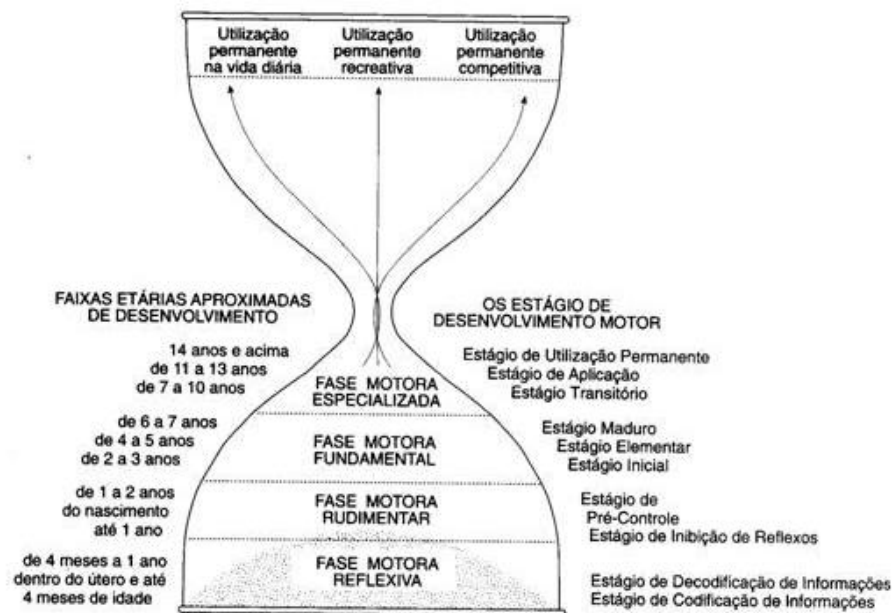 Utilização permanente na vida diária
Utilização permanente recreativa
Utilização permanente competitiva
FAIXAS ETÁRIAS APROXIMADAS
DE DESENVOLVIMENTO
OS ESTÁGIO DE
DESENVOLVIMENTO MOTOR
14 anos e acima
de 11 a 13 anos
de 7 a 10 anos
FASE MOTORA
ESPECIALIZADA
Estágio de Utilização Permanente
Estágio de Aplicação
Estágio Transitório
de 6 a 7 anos
de 4 a 5 anos
de 2 a 3 anos
FASE MOTORA
FUNDAMENTAL
Estágio Maduro
Estágio Elementar
Estágio Inicial
de 1 a 2 anos
do nascimento
até 1 ano
FASE MOTORA
RUDIMENTAR
Estágio de
Pré-Controle
Estágio de Inibição de Reflexos
de 4 meses a 1 ano
dentro do útero e até
4 meses de idade
FASE MOTORA
REFLEXIVA
Estágio de Decodificação de Informações
Estágio de Codificação de Informações